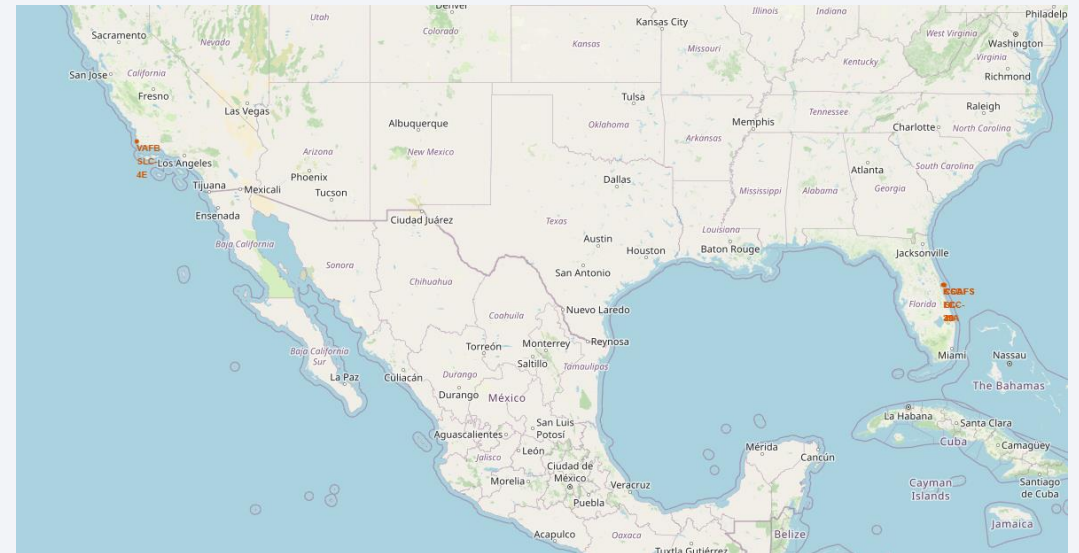 Denver
Utah
Colorado
Kansas City
Illinois
Indiana
Sacramento
Nevada
Kansas
Missouri
Kentucky
West Virginia
Washington
Virginia
San Jose
California
Fresno
Las Vegas
Richmond
Tulsa
Raleigh
Albuquerque
New Mexico
Oklahoma
Memphis
Tennessee
Charlotte
North Carolina
Arkansas
VAFB
SLC-
4E
Los Angeles
Arizona
Phoenix
Tucson
Tijuana
Mexicali
Dallas
Atlanta
South Carolina
Mississippi
Alabama
Georgia
Ensenada
Ciudad Juárez
Texas
Louisiana
Baja California
Austin
Houston
Baton Rouge
Jacksonville
Sonora
Chihuahua
San Antonio
Florida
Nuevo Laredo
Coahuila
Torreón
Monterrey
Reynosa
Saltillo
Tamaulipas
Miami
Nassau
The Bahamas
Baja California
Sur
La Paz
Culiacán
Durango
Durango
México
La Habana
Santa Clara
Cuba
Camagüey
Aguascalientes
San Luis
Potosí
Jalisco
León
Mérida
Cancún
Morelia
Ciudad de
México
Puebla
Veracruz
Cayman
Islands
Santiago
de Cuba
Jamaica
Acapulco
Oaxaca
Belize